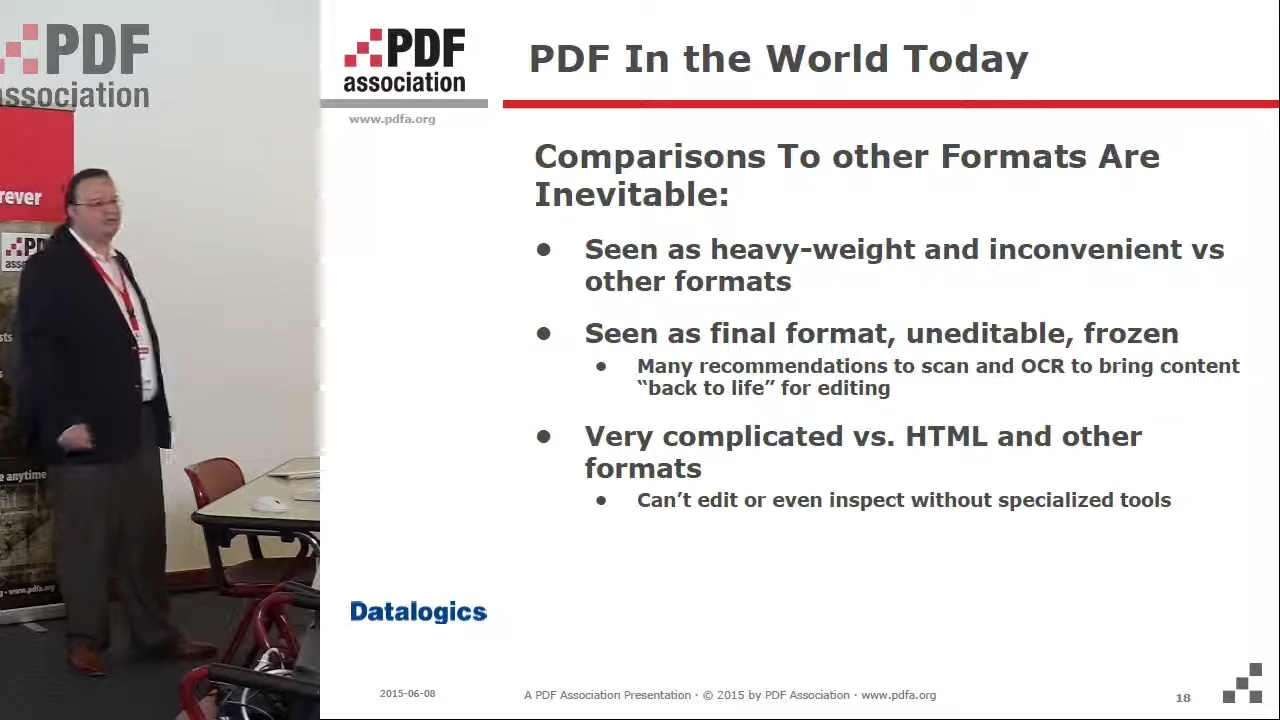 PDF
association
rever
PDF
e anytime
www.pdfa.org
PDF
association
www.pdfa.org
PDF In the World Today
Comparisons To other Formats Are
Inevitable:
● Seen as heavy-weight and inconvenient vs
other formats
● Seen as final format, uneditable, frozen
● Many recommendations to scan and OCR to bring content
“back to life” for editing
● Very complicated vs. HTML and other
formats
● Can’t edit or even inspect without specialized tools
Datalogics
2015-06-08
A PDF Association Presentation · © 2015 by PDF Association · www.pdfa.org
18